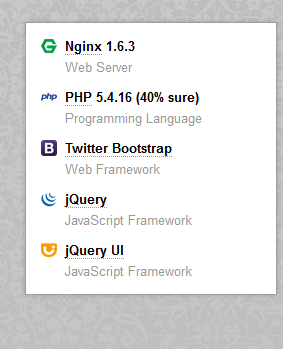 Nginx 1.6.3
Web Server
php PHP 5.4.16 (40% sure)
Programming Language
B Twitter Bootstrap
Web Framework
jQuery
JavaScript Framework
jQuery UI
JavaScript Framework